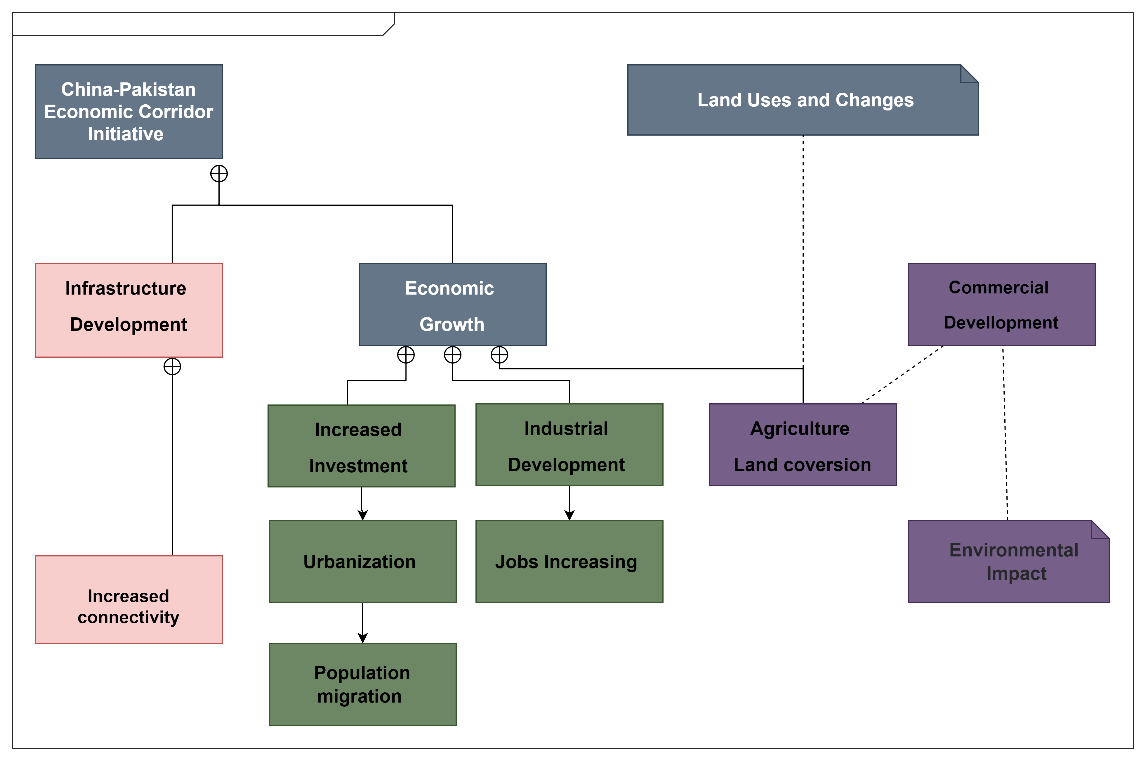 China-Pakistan
Economic Corridor
Initiative
Land Uses and Changes
Infrastructure
Development
Economic
Growth
Commercial
Devellopment
Increased
Investment
Industrial
Development
Agriculture
Land coversion
Urbanization
Jobs Increasing
Environmental
Impact
Increased
connectivity
Population
migration